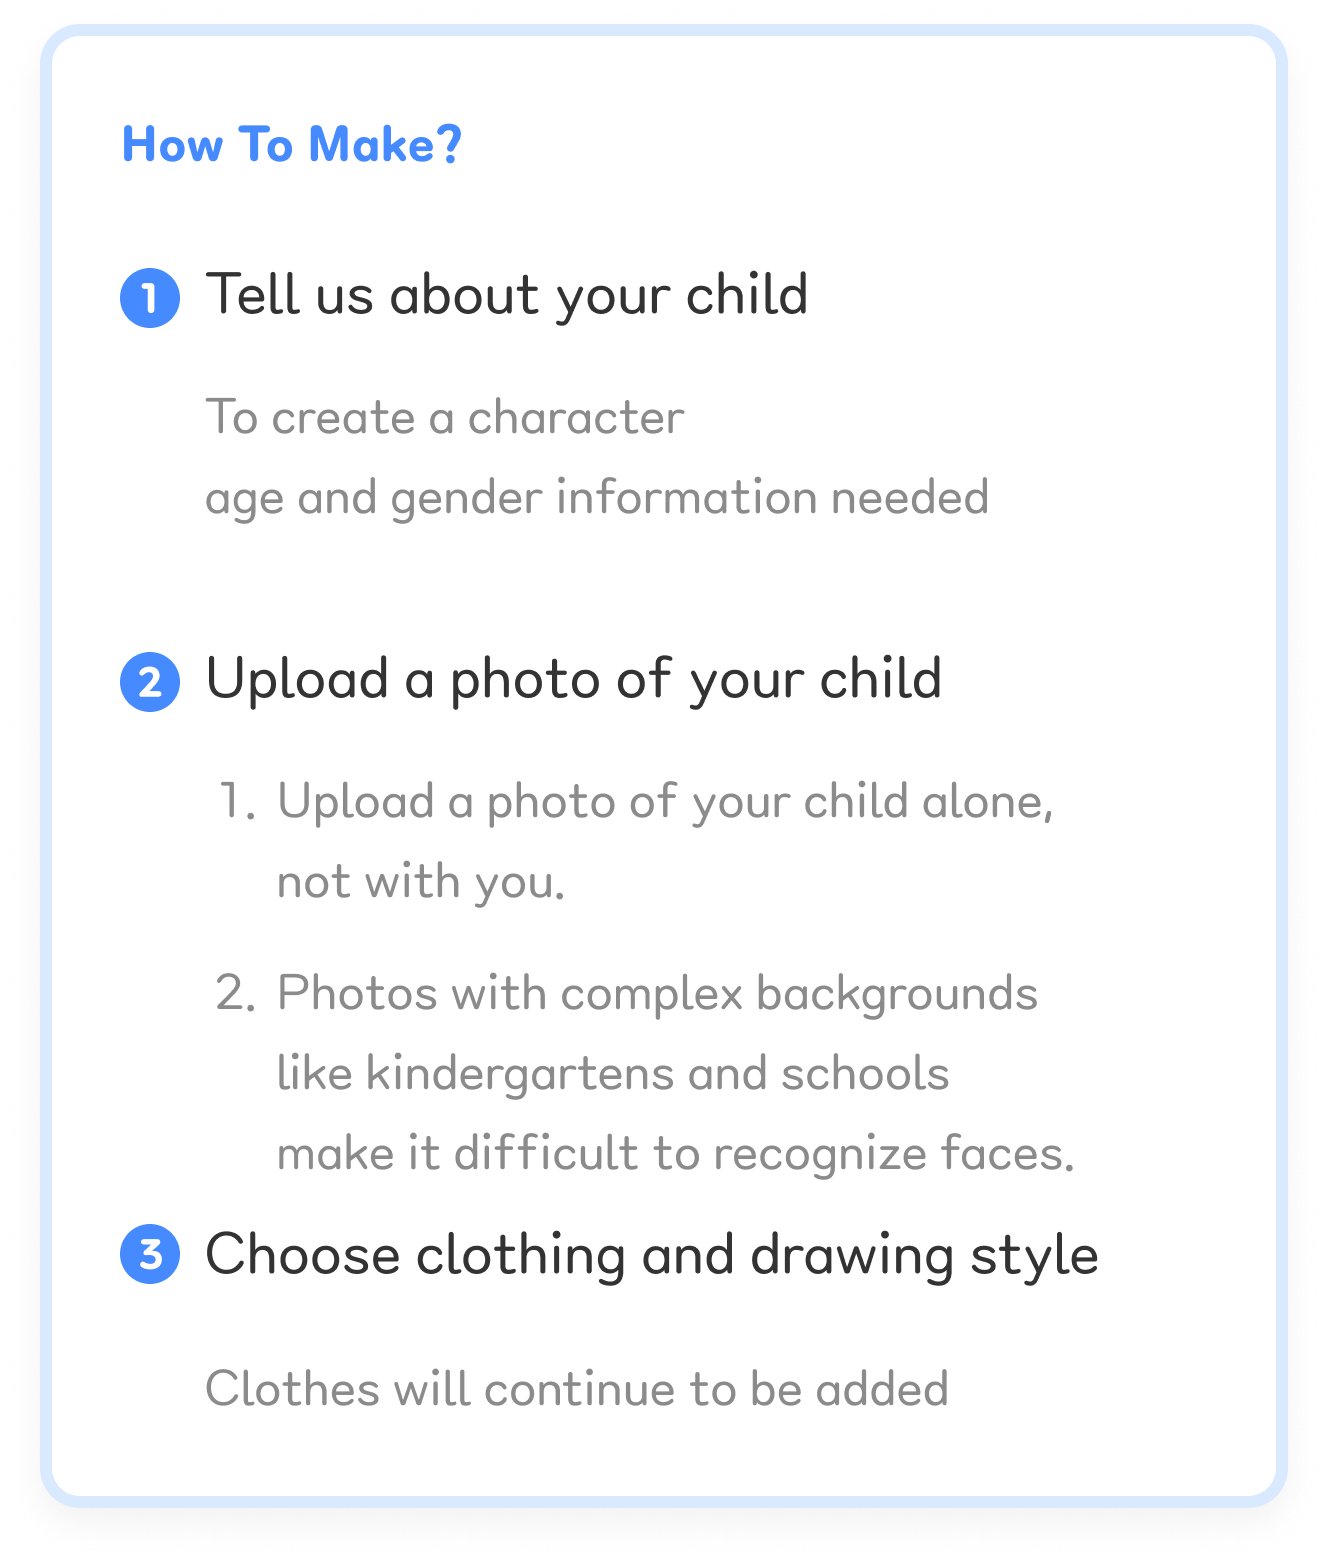 How To Make?
1 Tell us about your child
To create a character
age and gender information needed
2 Upload a photo of your child
1. Upload a photo of your child alone,
not with you.
2. Photos with complex backgrounds
like kindergartens and schools
make it difficult to recognize faces.
3 Choose clothing and drawing style
Clothes will continue to be added